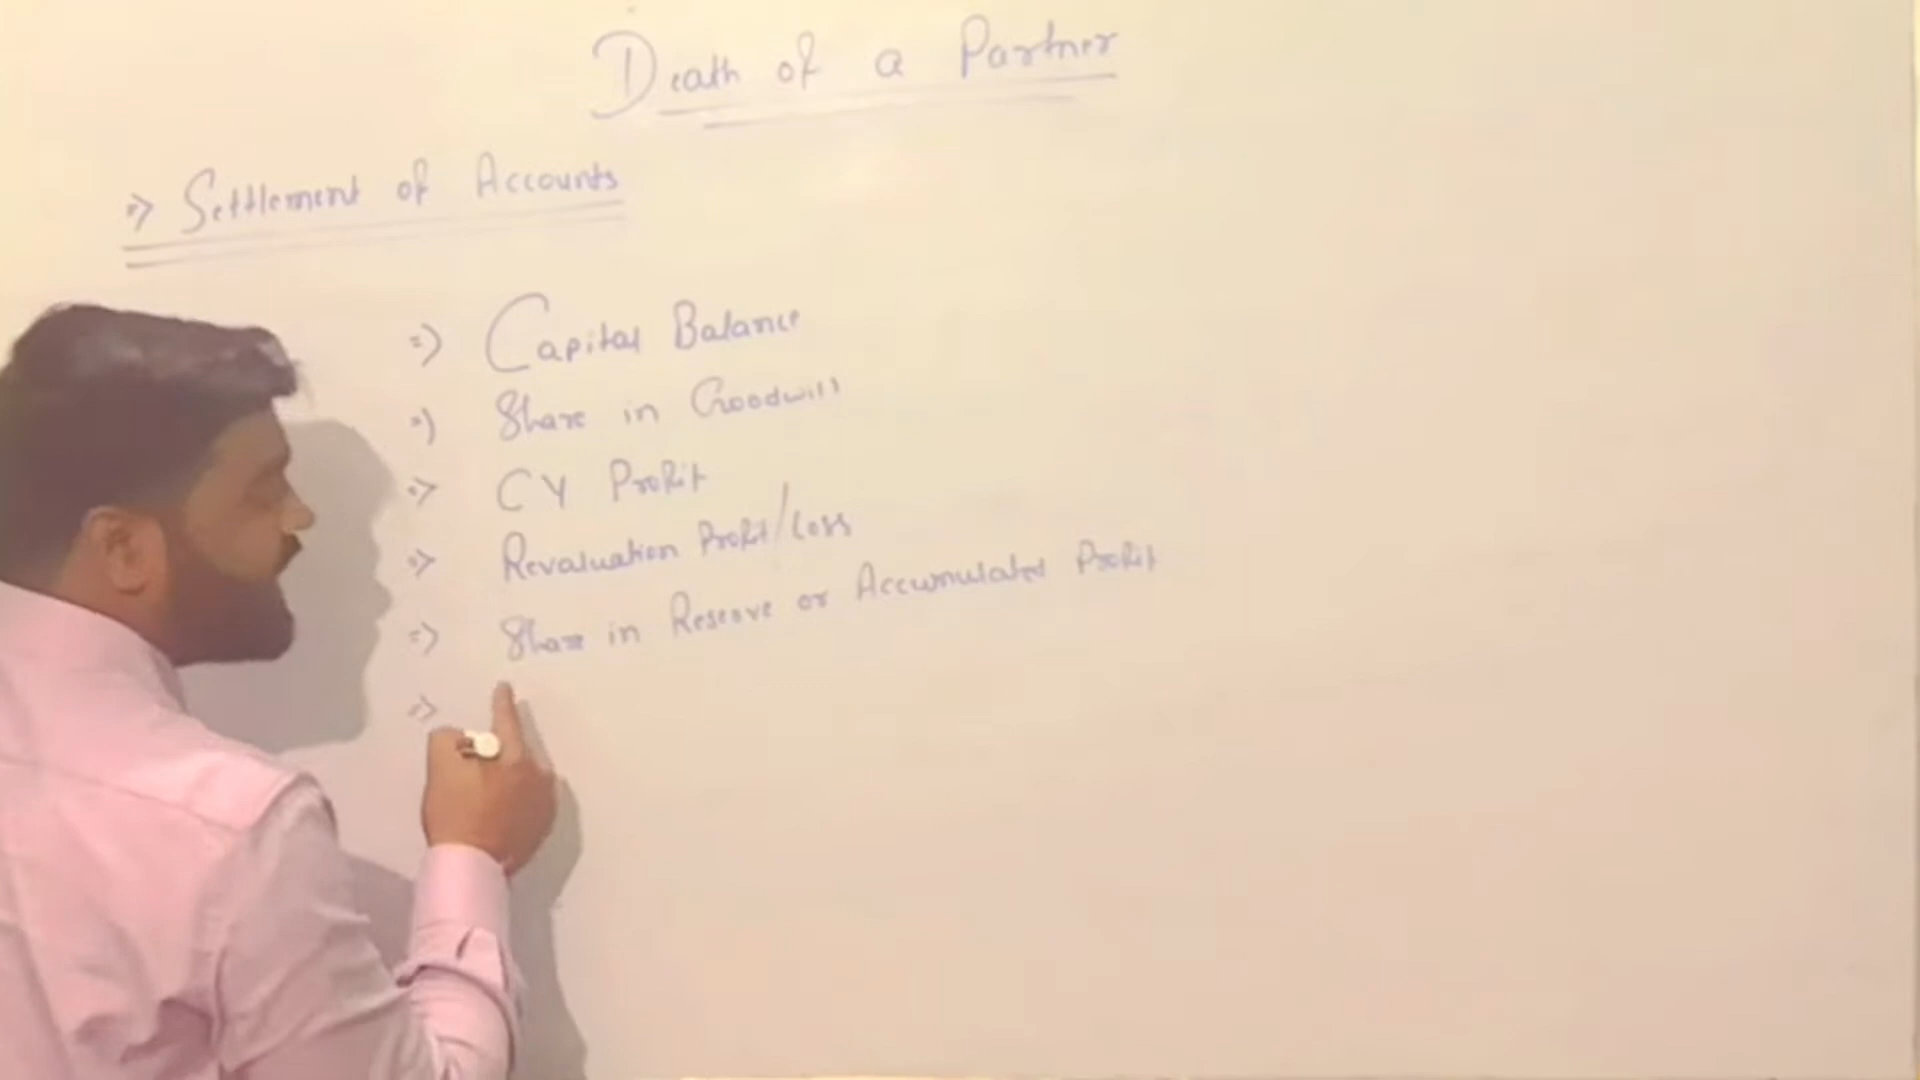 Death of a Partner
=> Settlement of Accounts
=> Capital Balance
=> Share in Goodwill
=> CY Profit
=> Revaluation Profit/Loss
=> Share in Reserve or Accumulated Profit
=>